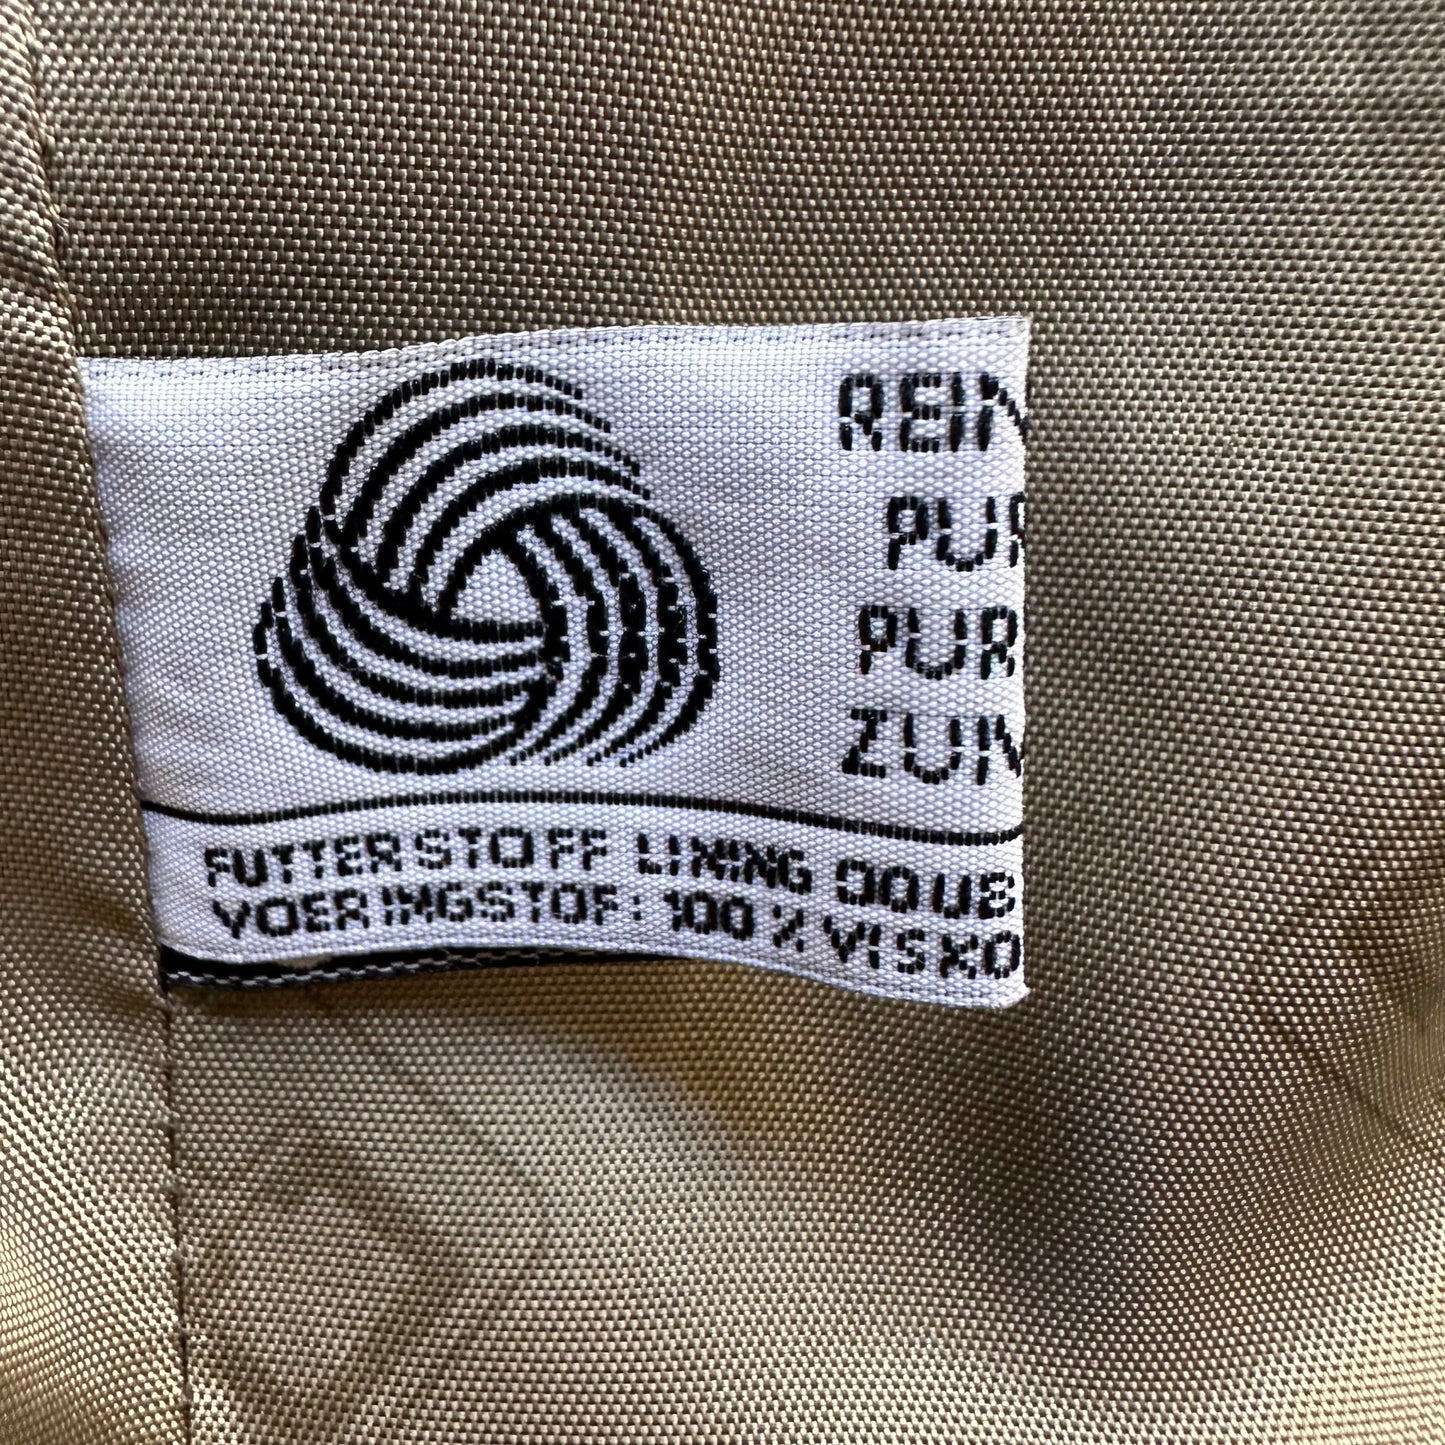 REIN
PUR
PUR
ZUN
FUTTERSTOFF LINING DOUB
VOERINGSTOF: 100 % VISKO